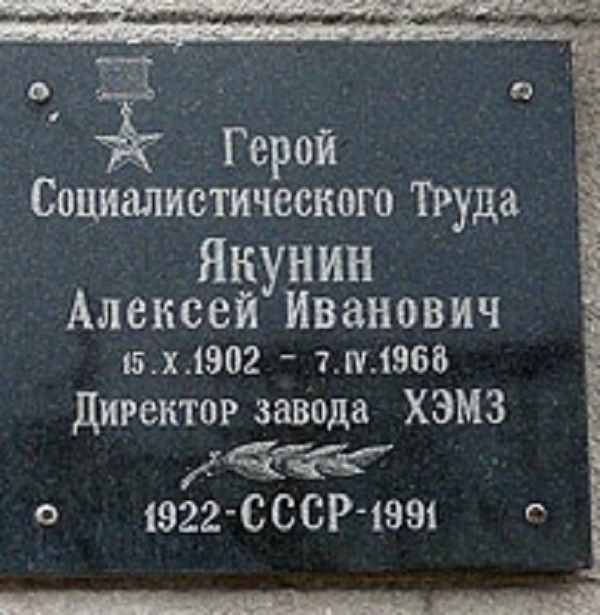 Герой
Социалистического Труда
Якунин
Алексей Иванович
15.X.1902 - 7.IV.1968
Директор завода ХЭМЗ
1922-СССР-1991